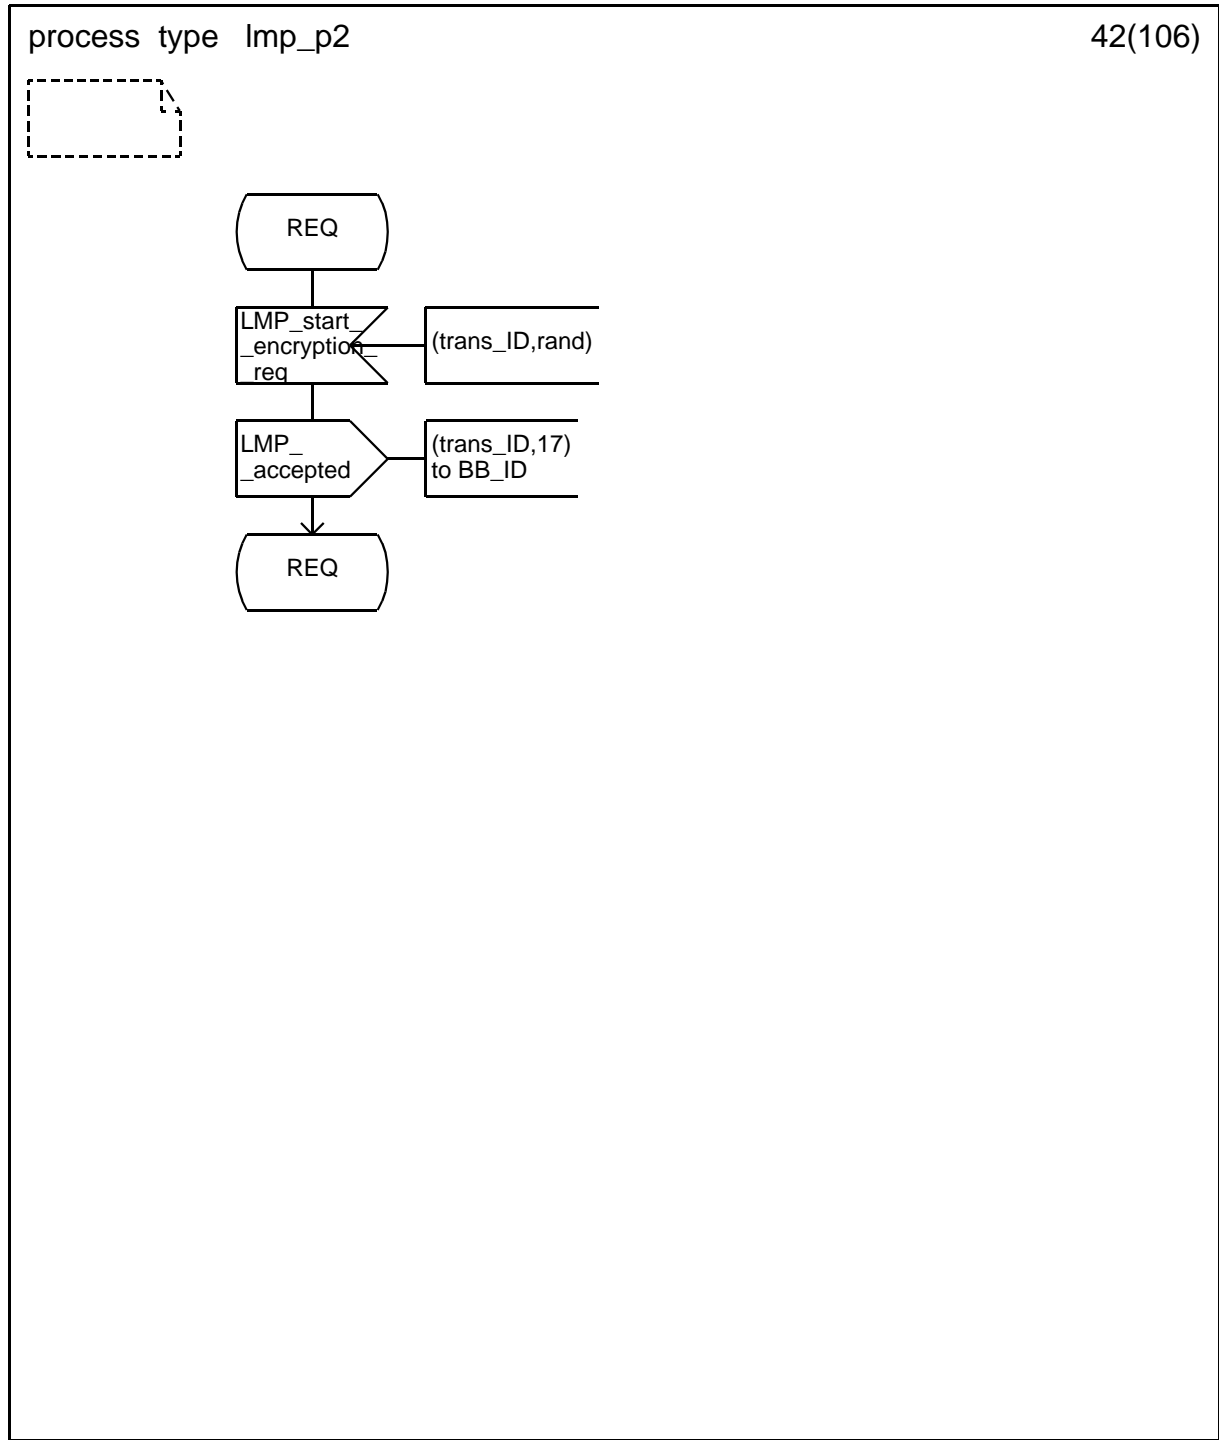 process type lmp_p2 42(106)
REQ
LMP_start_
_encryption_
_req
(trans_ID,rand)
LMP_
_accepted
(trans_ID,17)
to BB_ID
REQ